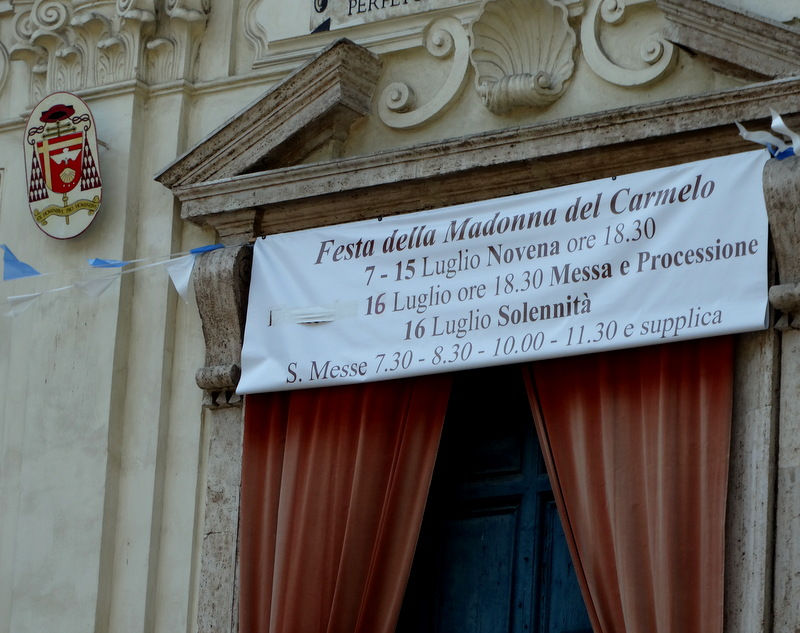 PERFET
Festa della Madonna del Carmelo
7 - 15 Luglio Novena ore 18.30
16 Luglio ore 18.30 Messa e Processione
16 Luglio Solennità
S. Messe 7.30 - 8.30 - 10.00 - 11.30 e supplica